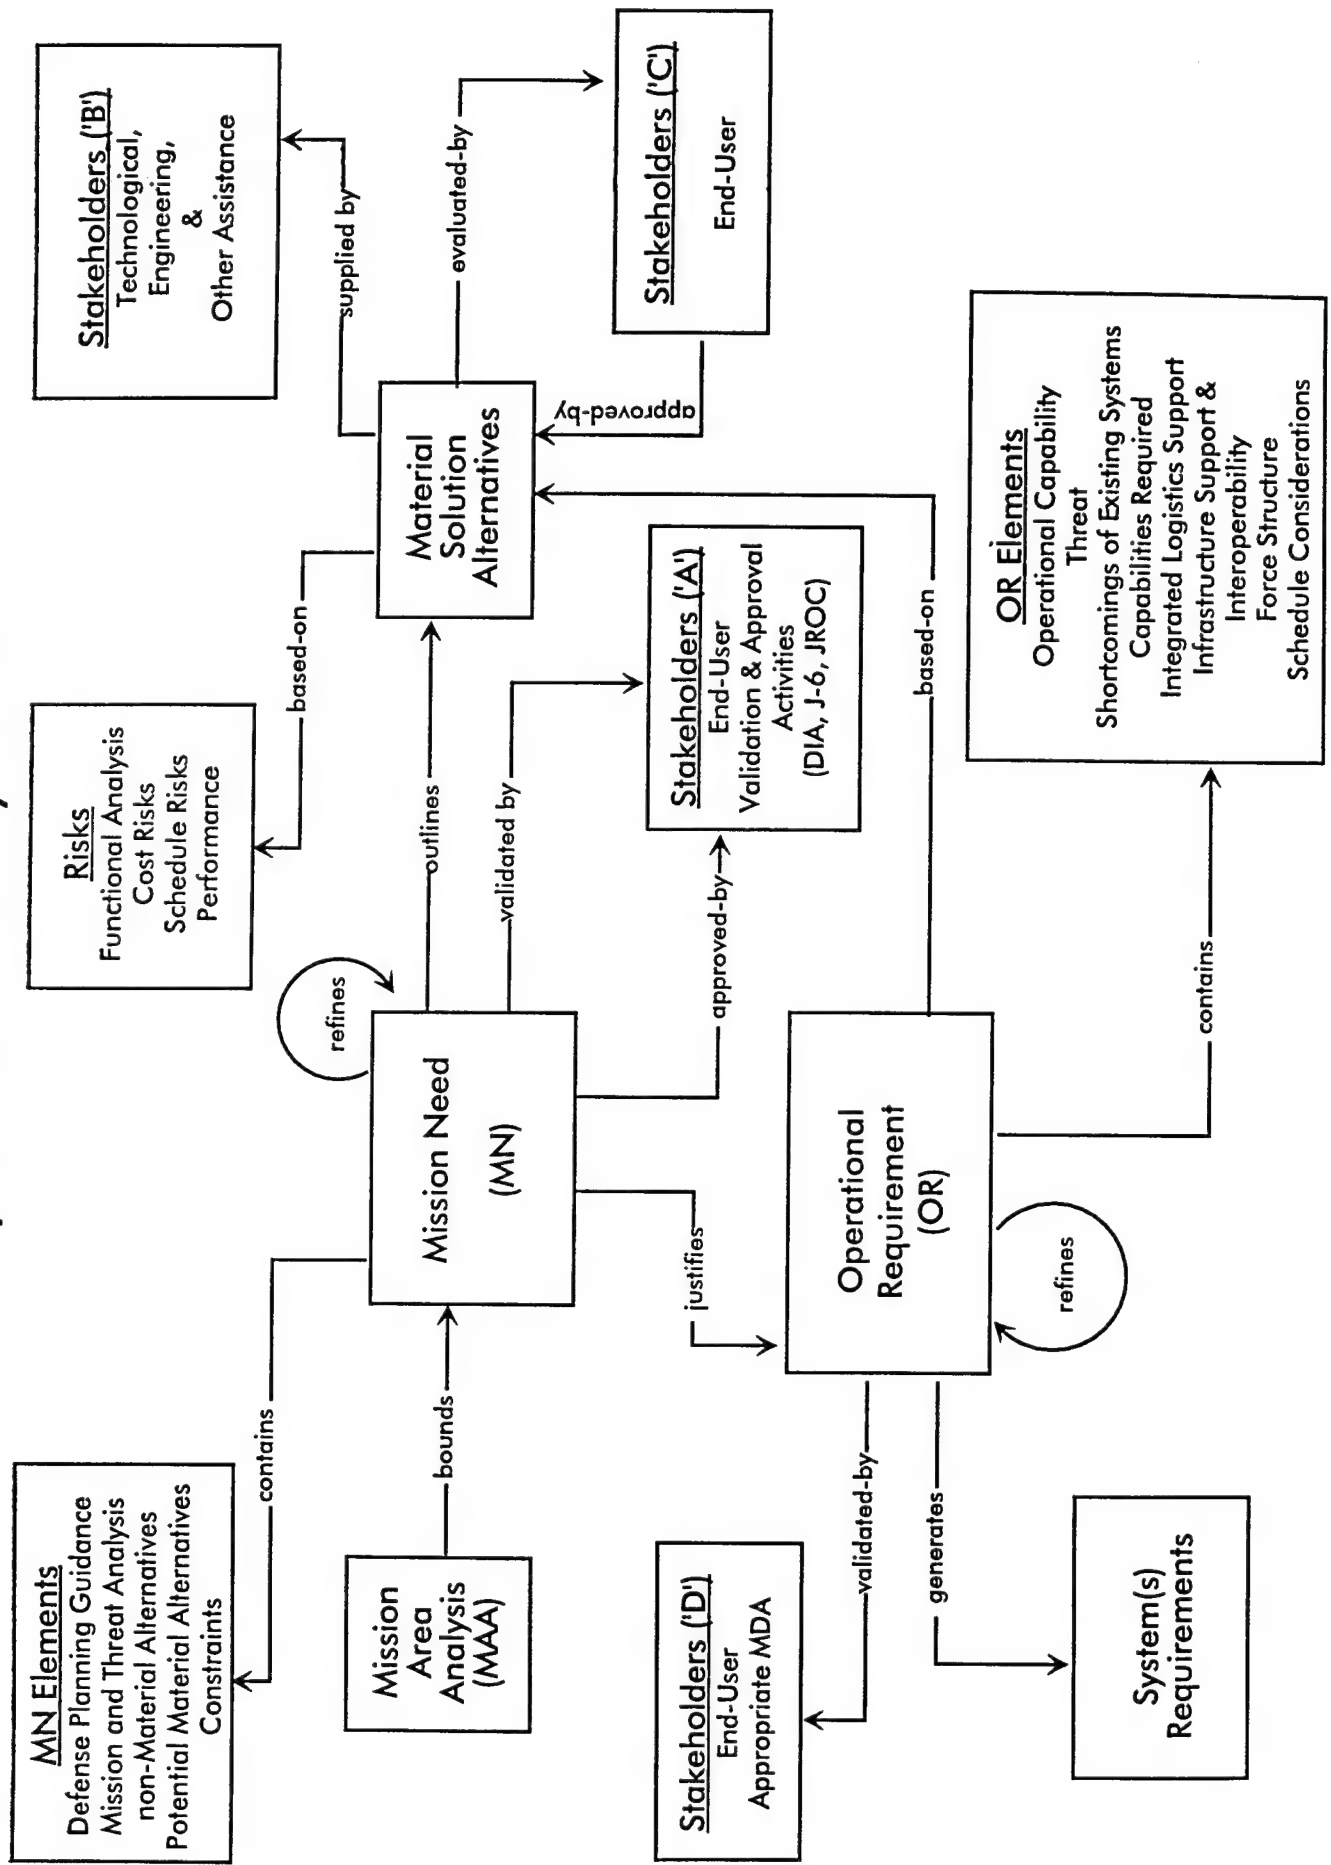 MN Elements
Defense Planning Guidance
Mission and Threat Analysis
non-Material Alternatives
Potential Material Alternatives
Constraints
contains
Risks
Functional Analysis
Cost Risks
Schedule Risks
Performance
based-on
Stakeholders ('B')
Technological,
Engineering,
&
Other Assistance
supplied by
refines
Mission
Area
Analysis
(MAA)
bounds
Mission Need
(MN)
outlines
validated by
Material
Solution
Alternatives
evaluated-by
approved-by
Stakeholders ('C')
End-User
justifies
approved-by
Stakeholders ('A')
End-User
Validation & Approval
Activities
(DIA, J-6, JROC)
Stakeholders ('D')
End-User
Appropriate MDA
validated-by
generates
Operational
Requirement
(OR)
based-on
refines
contains
System(s)
Requirements
OR Elements
Operational Capability
Threat
Shortcomings of Existing Systems
Capabilities Required
Integrated Logistics Support
Infrastructure Support &
Interoperability
Force Structure
Schedule Considerations